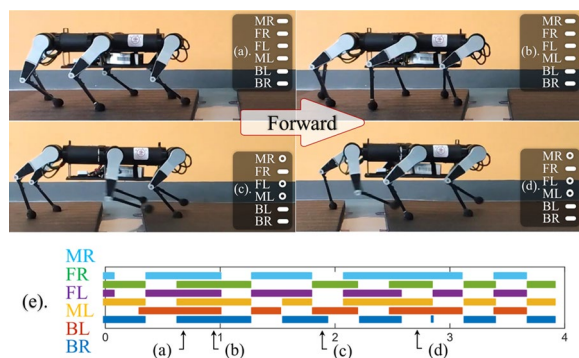 MR
FR
(a). FL
ML
BL
BR
MR
FR
(b). FL
ML
BL
BR
Forward
MR
FR
(c). FL
ML
BL
BR
MR
FR
(d). FL
ML
BL
BR
MR
FR
FL
(e). ML
BL
BR
0 1 2 3 4
(a) (b) (c) (d)